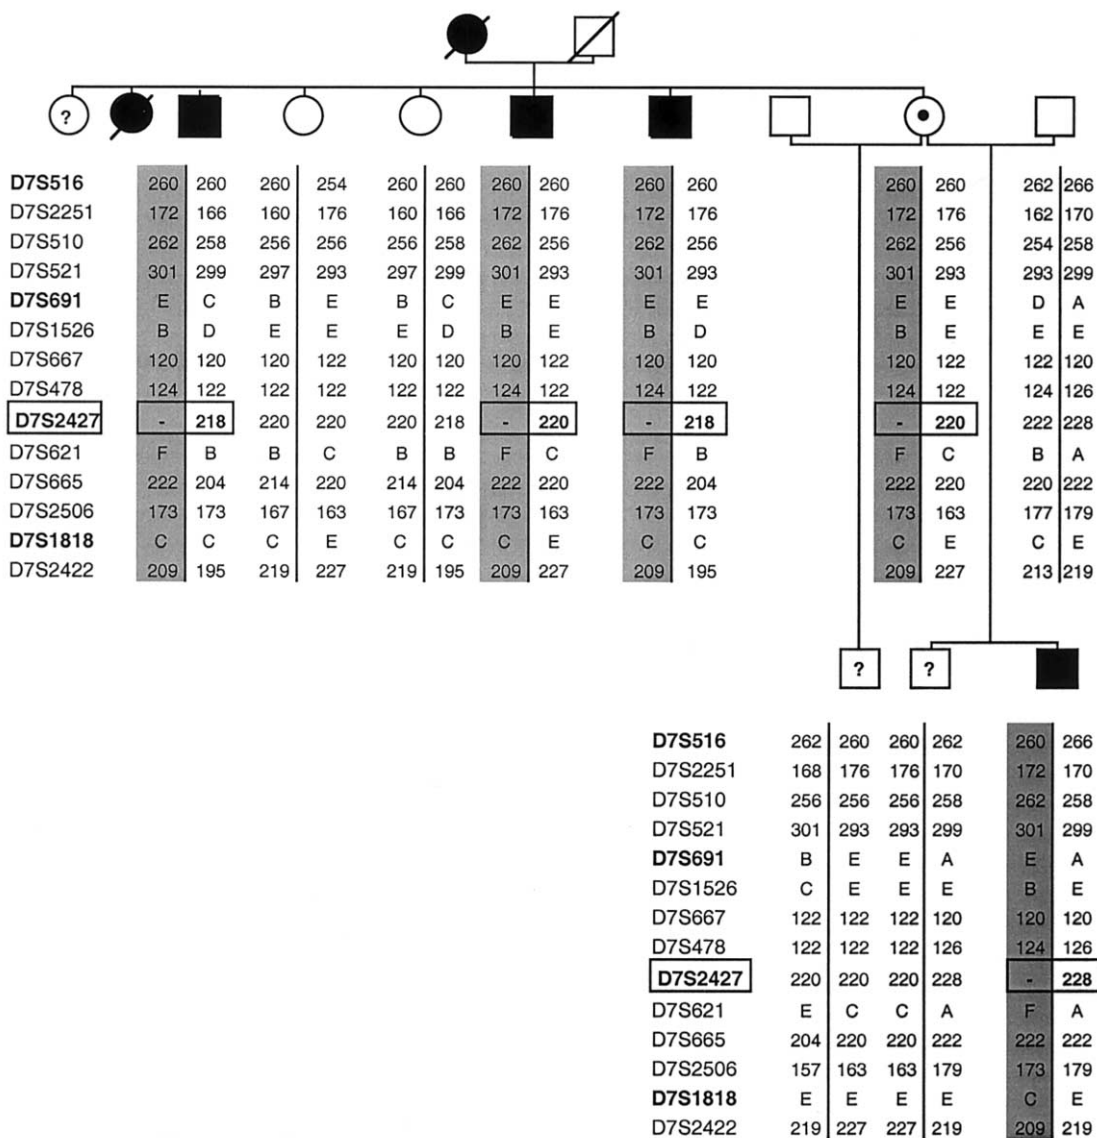 ?
D7S516 260 260 260 254 260 260 260 260 260 260 260 260 262 266
D7S2251 172 166 160 176 160 166 172 176 172 176 172 176 162 170
D7S510 262 258 256 256 256 258 262 256 262 256 262 256 254 258
D7S521 301 299 297 293 297 299 301 293 301 293 301 293 293 299
D7S691 E C B E B C E E E E E E D A
D7S1526 B D E E E D B E B D B E E E
D7S667 120 120 120 122 120 120 120 122 120 120 120 122 122 120
D7S478 124 122 122 122 122 122 124 122 124 122 124 122 124 126
D7S2427 - 218 220 220 220 218 - 220 - 218 - 220 222 228
D7S621 F B B C B B F C F B F C B A
D7S665 222 204 214 220 214 204 222 220 222 204 222 220 220 222
D7S2506 173 173 167 163 167 173 173 163 173 173 173 163 177 179
D7S1818 C C C E C C C E C C C E C E
D7S2422 209 195 219 227 219 195 209 227 209 195 209 227 213 219
? ?
D7S516 262 260 260 262 260 266
D7S2251 168 176 176 170 172 170
D7S510 256 256 256 258 262 258
D7S521 301 293 293 299 301 299
D7S691 B E E A E A
D7S1526 C E E E B E
D7S667 122 122 122 120 120 120
D7S478 122 122 122 126 124 126
D7S2427 220 220 220 228 - 228
D7S621 E C C A F A
D7S665 204 220 220 222 222 222
D7S2506 157 163 163 179 173 179
D7S1818 E E E E C E
D7S2422 219 227 227 219 209 219